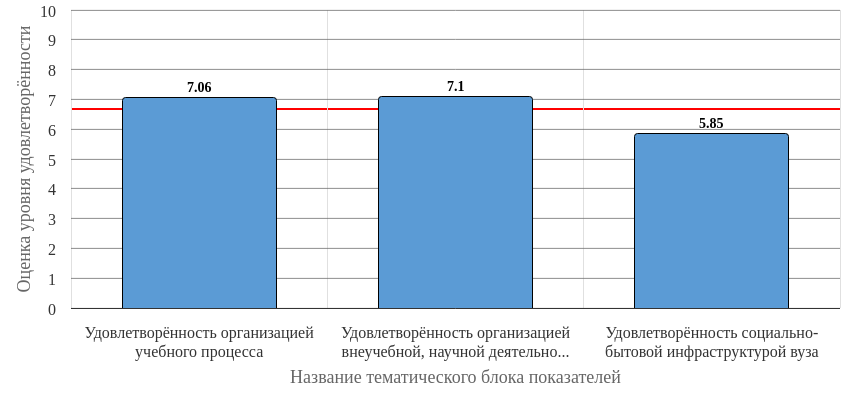 Оценка уровня удовлетворённости
10
9
8
7
6
5
4
3
2
1
0
7.06
7.1
5.85
Удовлетворённость организацией
учебного процесса
Удовлетворённость организацией
внеучебной, научной деятельно...
Удовлетворённость социально-
бытовой инфраструктурой вуза
Название тематического блока показателей